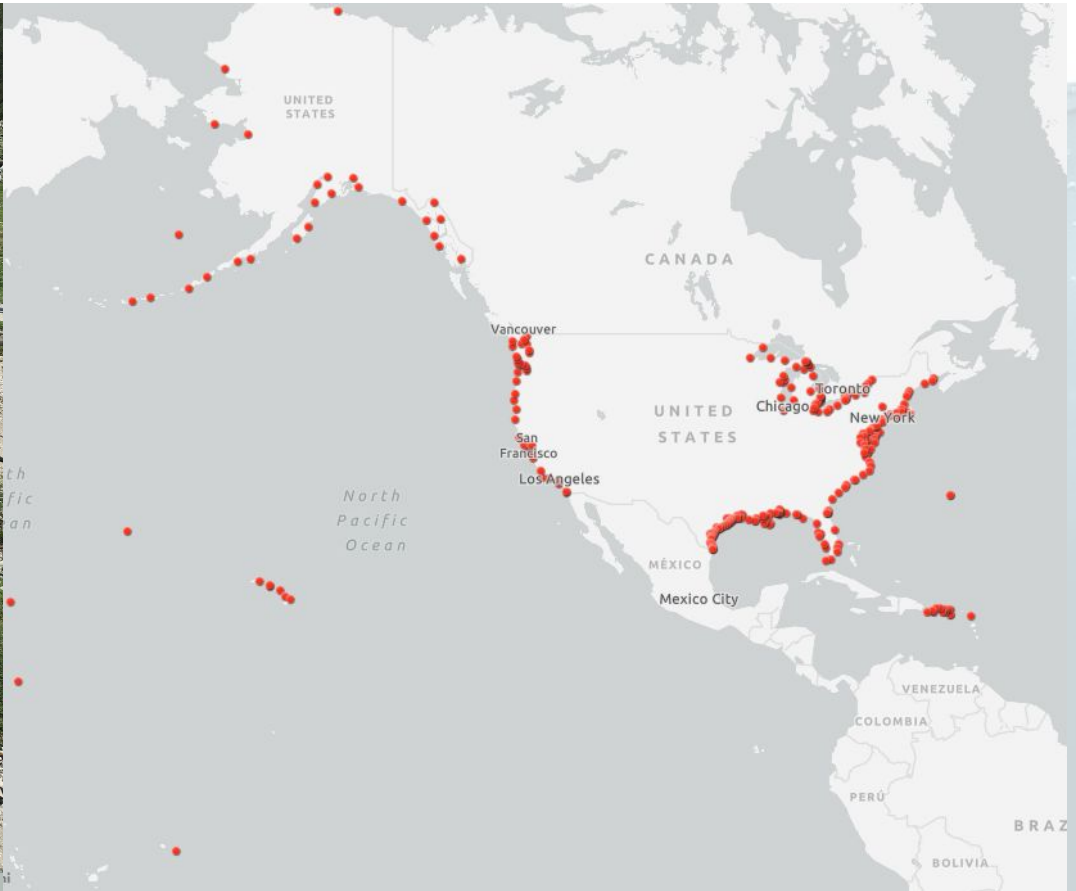 UNITED
STATES
CANADA
Vancouver
Toronto
Chicago
UNITED
STATES
New York
San
Francisco
Los Angeles
North
Pacific
Ocean
MÉXICO
Mexico City
VENEZUELA
COLOMBIA
PERÚ
BRAZ
BOLIVIA